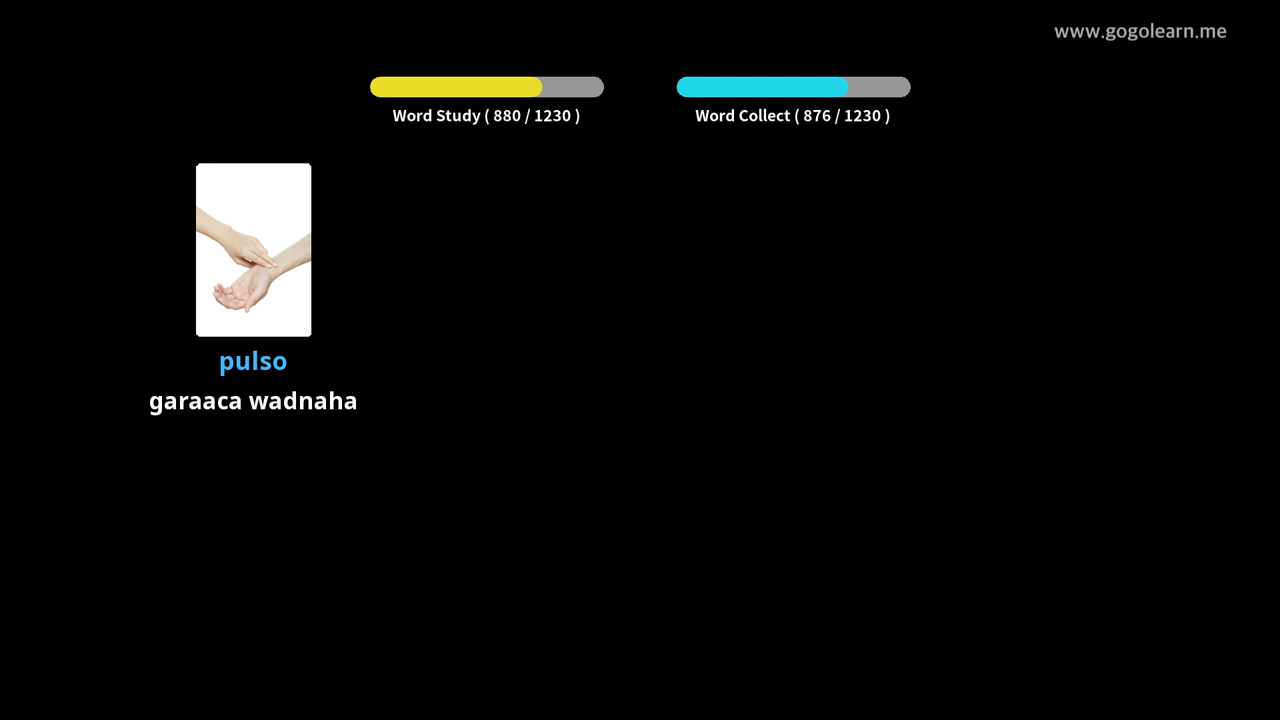 www.gogolearn.me
Word Study ( 880 / 1230 )
Word Collect ( 876 / 1230 )
pulso
garaaca wadnaha